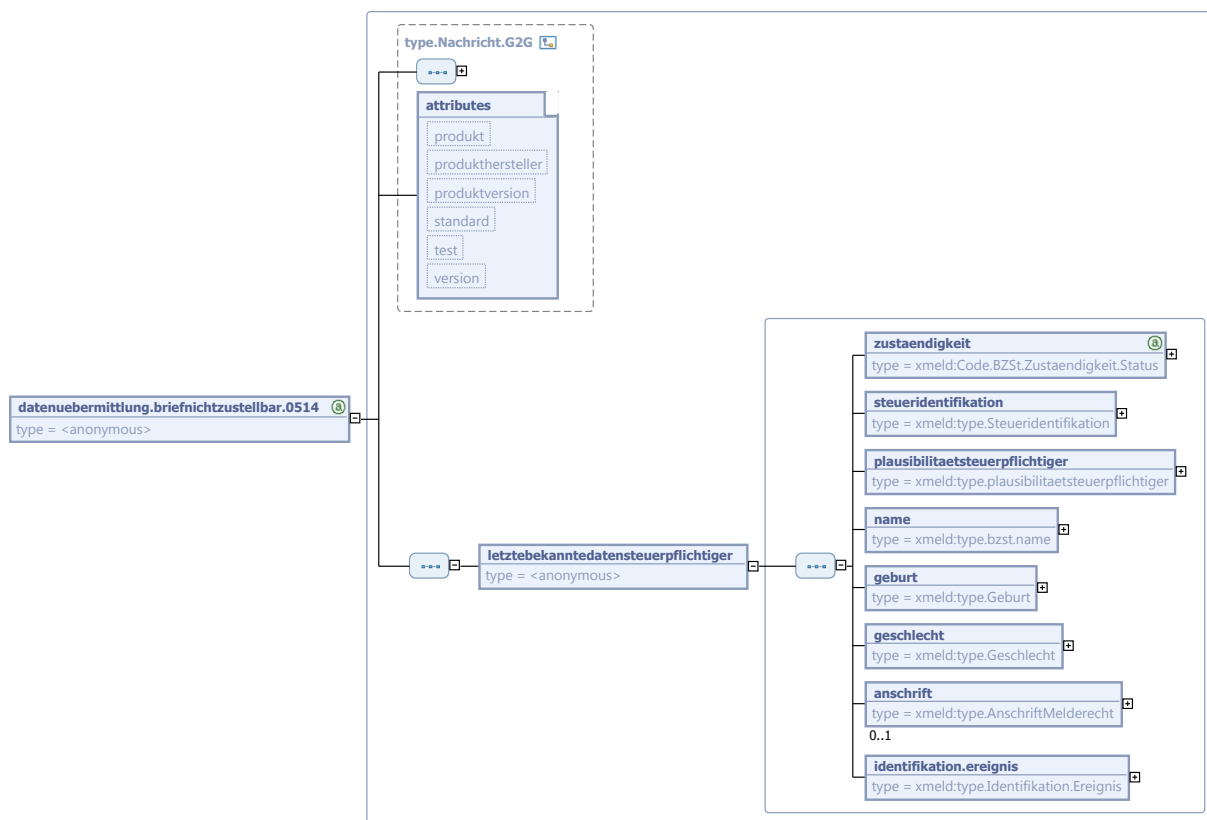 type.Nachricht.G2G
attributes
produkt
produkthersteller
produktversion
standard
test
version
datenuebermittlung.briefnichtzustellbar.0514
type = <anonymous>
letztebekanntedatensteuerpflichtiger
type = <anonymous>
zustaendigkeit
type = xmeld:Code.BZSt.Zustaendigkeit.Status
steueridentifikation
type = xmeld:type.Steueridentifikation
plausibilitaetsteuerpflichtiger
type = xmeld:type.plausibilitaetsteuerpflichtiger
name
type = xmeld:type.bzst.name
geburt
type = xmeld:type.Geburt
geschlecht
type = xmeld:type.Geschlecht
anschrift
type = xmeld:type.AnschriftMelderecht
0..1
identifikation.ereignis
type = xmeld:type.Identifikation.Ereignis